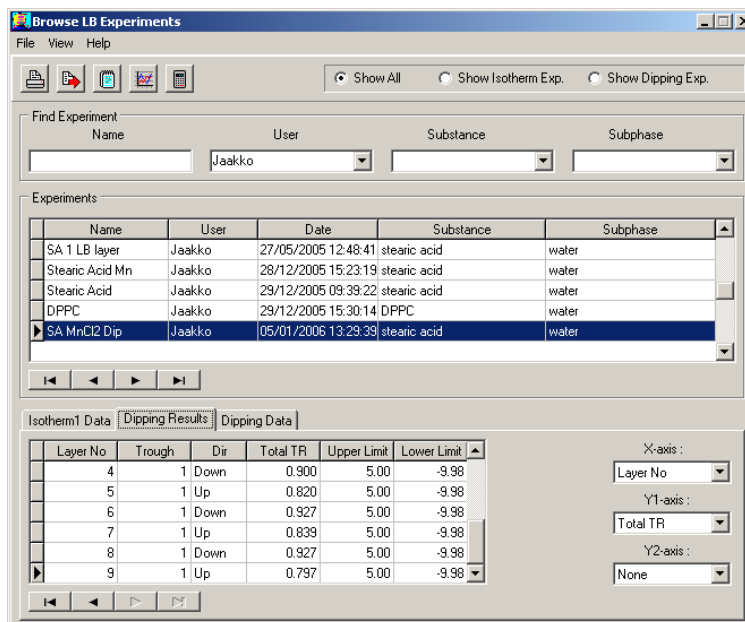 Browse LB Experiments
File View Help
Show All Show Isotherm Exp. Show Dipping Exp.
Find Experiment
Name User Substance Subphase
Jaakko
Experiments
Name User Date Substance Subphase
SA 1 LB layer Jaakko 27/05/2005 12:48:41 stearic acid water
Stearic Acid Mn Jaakko 28/12/2005 15:23:19 stearic acid water
Stearic Acid Jaakko 29/12/2005 09:39:22 stearic acid water
DPPC Jaakko 29/12/2005 15:30:14 DPPC water
SA MnCl2 Dip Jaakko 05/01/2006 13:29:39 stearic acid water
Isotherm1 Data Dipping Results Dipping Data
Layer No Trough Dir Total TR Upper Limit Lower Limit
4 1 Down 0.900 5.00 -9.98
5 1 Up 0.820 5.00 -9.98
6 1 Down 0.927 5.00 -9.98
7 1 Up 0.839 5.00 -9.98
8 1 Down 0.927 5.00 -9.98
9 1 Up 0.797 5.00 -9.98
X-axis :
Layer No
Y1-axis :
Total TR
Y2-axis :
None